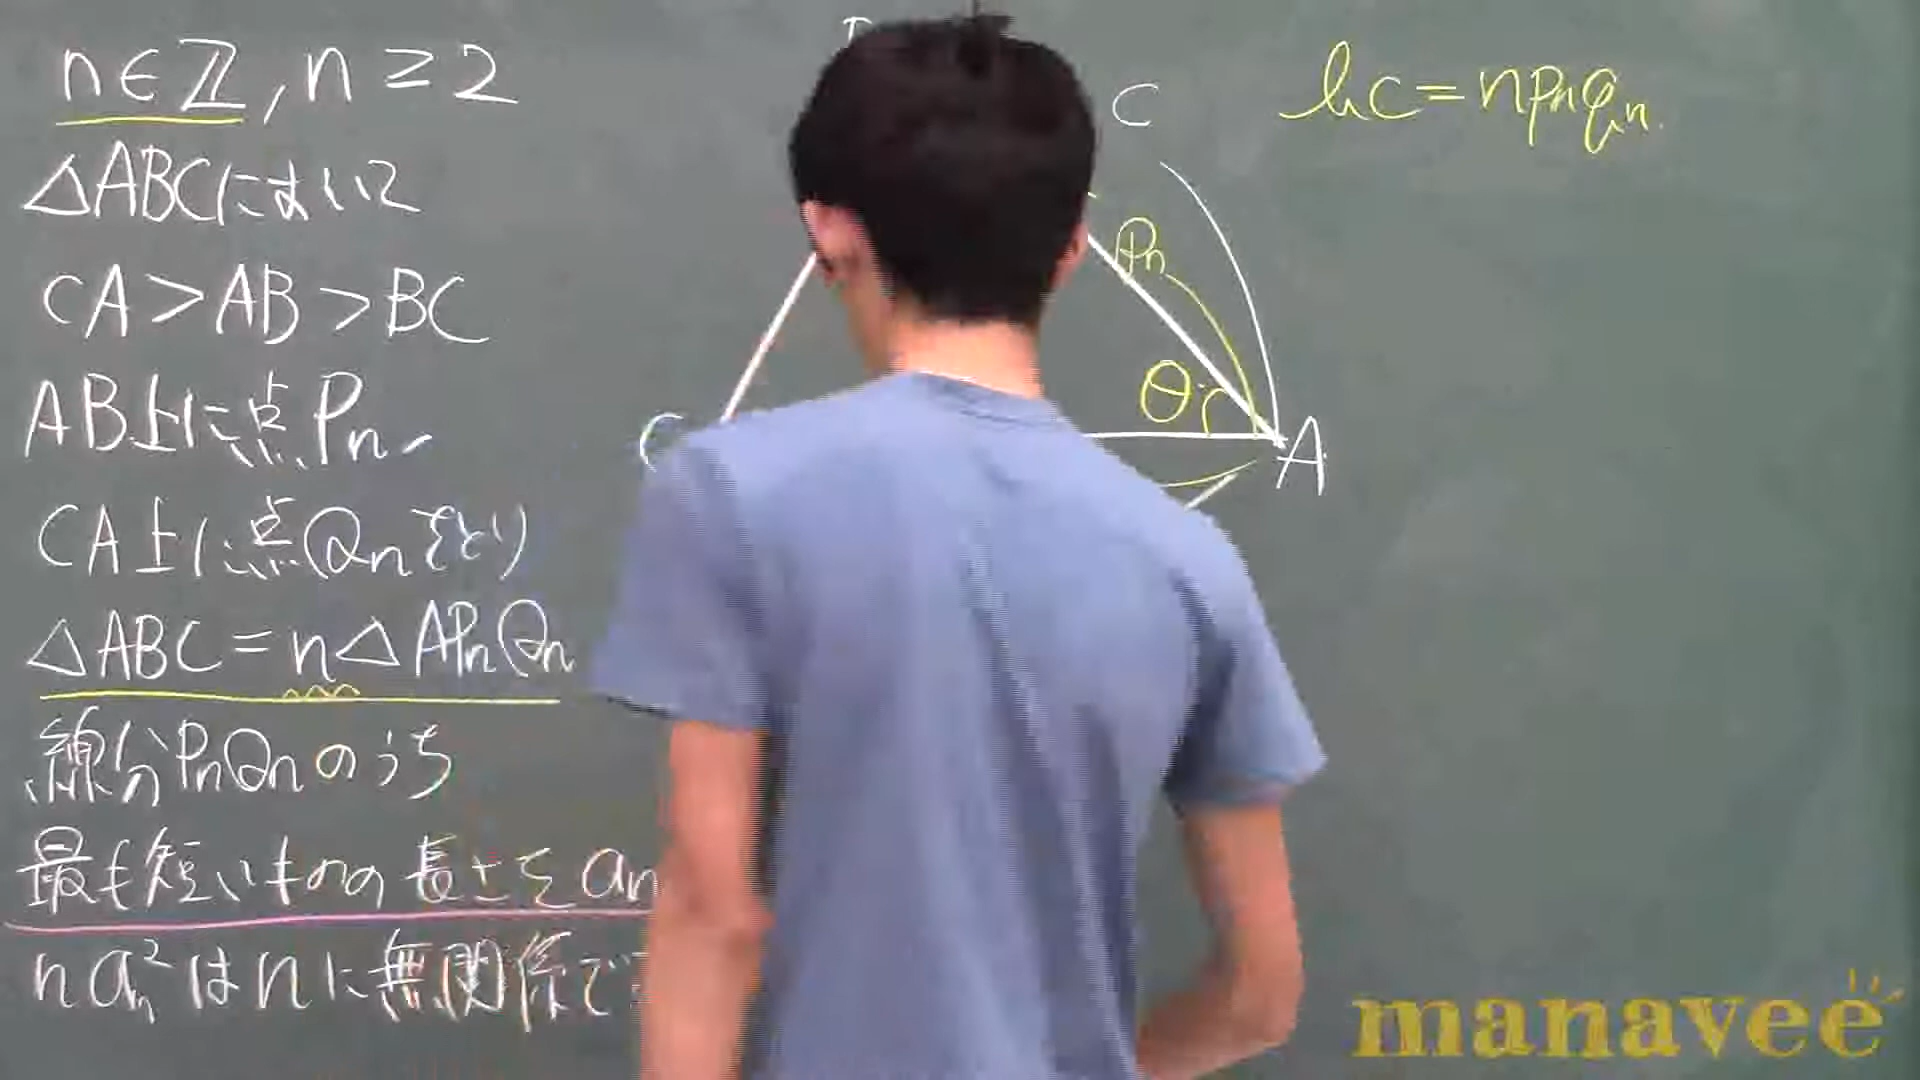 n∈ℤ, n≧2
△ABCにおいて
CA>AB>BC
AB上に点Pn,
CA上に点Qnをとり
△ABC=n△APnQn
線分PnQnのうち
最も短いものの長さをan
nan²はnに無関係で
C
Pn
θ
C
A
bc=npnqn.
manavee